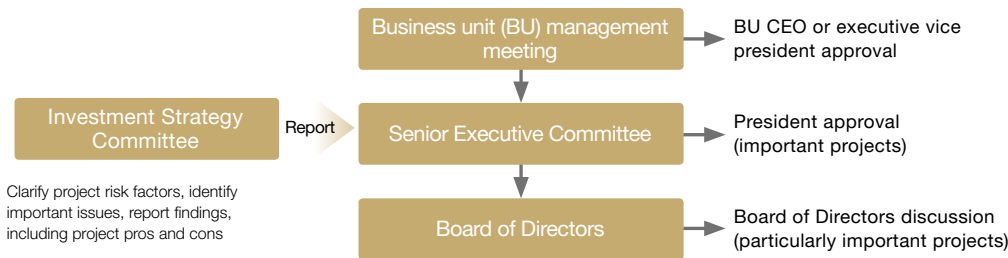 Business unit (BU) management
meeting
BU CEO or executive vice
president approval
Investment Strategy
Committee
Report
Senior Executive Committee
President approval
(important projects)
Clarify project risk factors, identify
important issues, report findings,
including project pros and cons
Board of Directors
Board of Directors discussion
(particularly important projects)